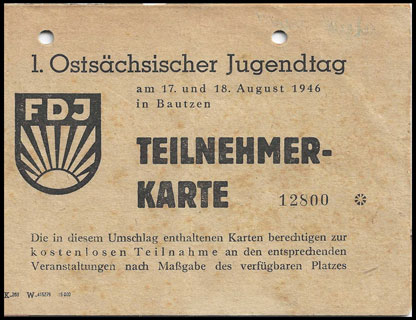 1. Ostsächsischer Jugendtag
am 17. und 18. August 1946
in Bautzen
FDJ
TEILNEHMER-
KARTE
12800
Die in diesem Umschlag enthaltenen Karten berechtigen zur
kostenlosen Teilnahme an den entsprechenden
Veranstaltungen nach Maßgabe des verfügbaren Platzes